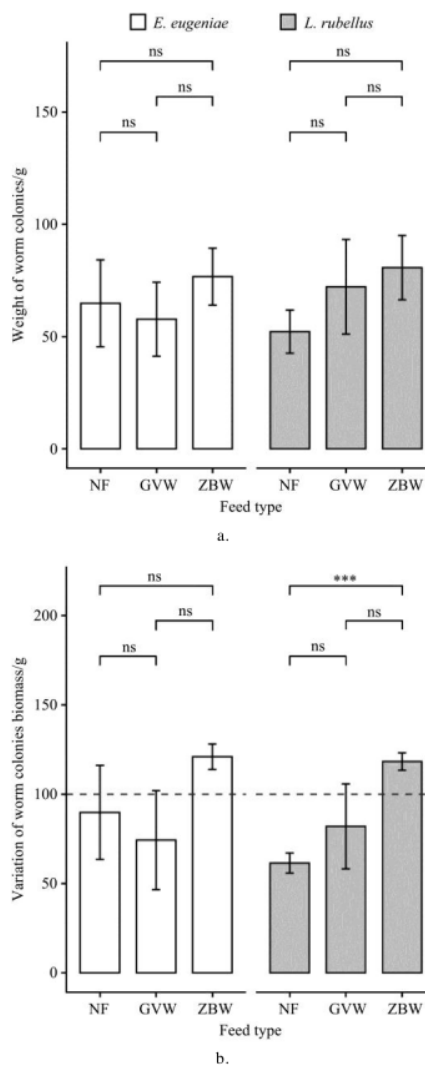 E. eugeniae L. rubellus
ns ns
ns ns
ns ns
150
100
50
0
Weight of worm colonies/g
NF GVW ZBW NF GVW ZBW
Feed type
a.
ns ***
ns ns
ns ns
200
150
100
50
0
Variation of worm colonies biomass/g
NF GVW ZBW NF GVW ZBW
Feed type
b.